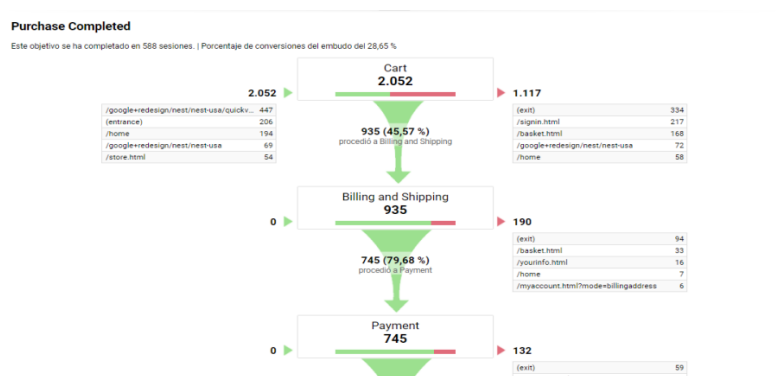 Purchase Completed
Este objetivo se ha completado en 588 sesiones. | Porcentaje de conversiones del embudo del 28,65 %
Cart
2.052
2.052
1.117
/google+redesign/nest/nest-usa/quickv... 447
(entrance) 206
/home 194
/google+redesign/nest/nest-usa 69
/store.html 54
(exit) 334
/signin.html 217
/basket.html 168
/google+redesign/nest/nest-usa 72
/home 58
935 (45,57 %)
procedió a Billing and Shipping
Billing and Shipping
935
0
190
(exit) 94
/basket.html 33
/yourinfo.html 16
/home 7
/myaccount.html?mode=billingaddress 6
745 (79,68 %)
procedió a Payment
Payment
745
0
132
(exit) 59